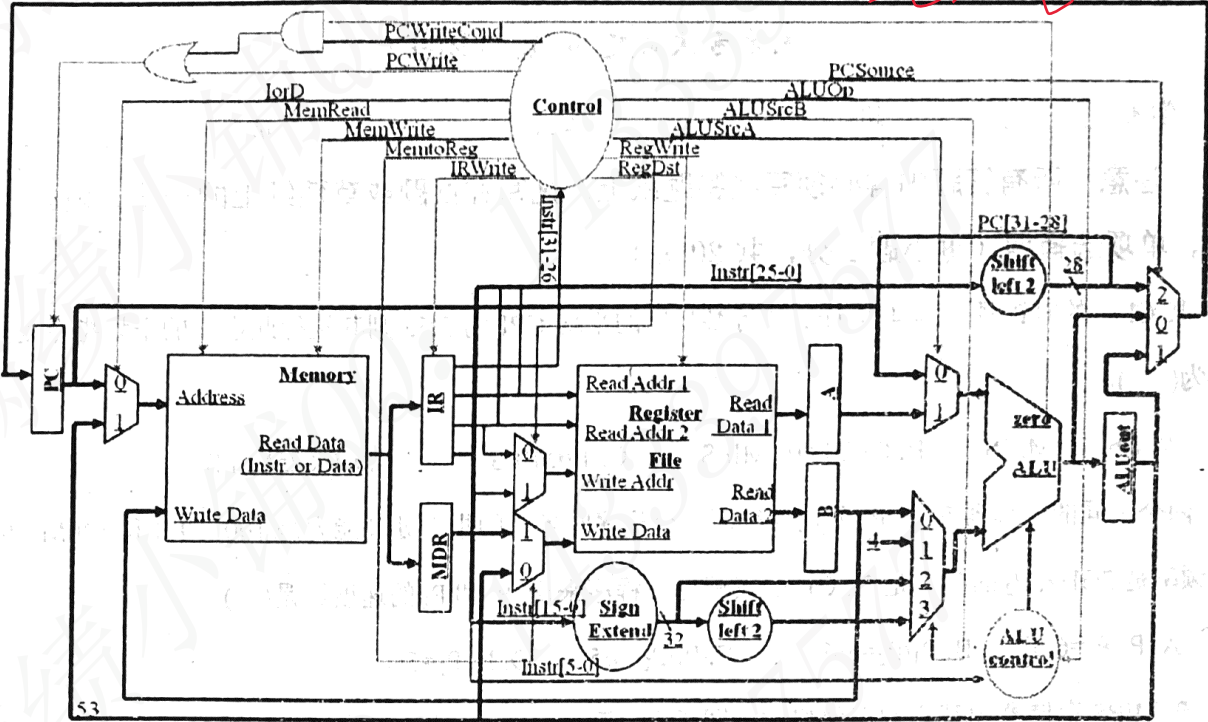 PCWriteCond
PCWrite
PCSource
IorD
ALUOp
MemRead
Control
ALUSrcB
MemWrite
ALUSrcA
MemtoReg
RegWrite
IRWrite
RegDst
Instr[31-26
PC[31-28]
Instr[25-0]
Shift
left 2
28
2
0
1
PC
0
1
Memory
Address
Read Data
(Instr. or Data)
Write Data
IR
MDR
0
1
1
0
Read Addr 1
Register
Read Addr 2
File
Write Addr
Write Data
Read
Data 1
Read
Data 2
A
B
0
1
4
0
1
2
3
zero
ALU
ALUout
Instr[15-0]
Sign
Extend
32
Shift
left 2
ALU
control
Instr[5-0]
53